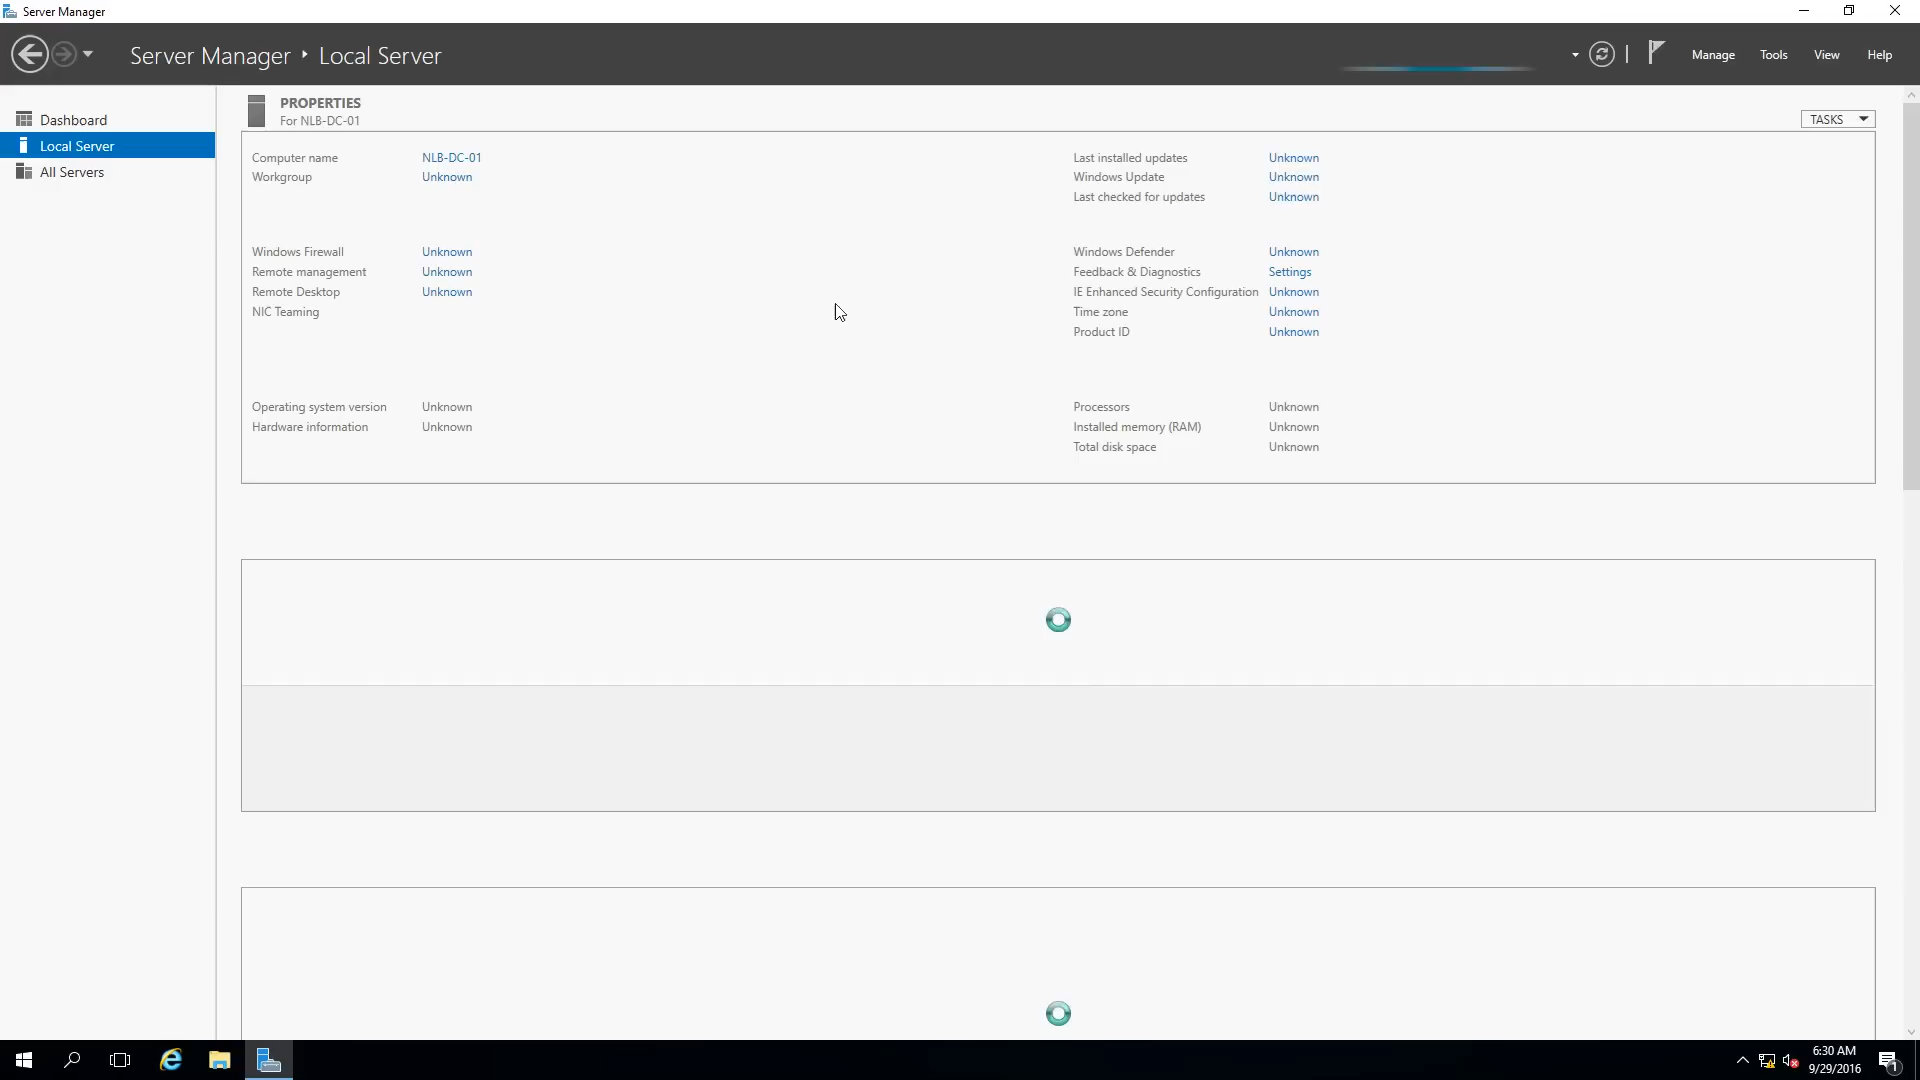 Server Manager
Server Manager ‣ Local Server
Manage
Tools
View
Help
Dashboard
Local Server
All Servers
PROPERTIES
For NLB-DC-01
TASKS
Computer name NLB-DC-01
Workgroup Unknown
Last installed updates Unknown
Windows Update Unknown
Last checked for updates Unknown
Windows Firewall Unknown
Remote management Unknown
Remote Desktop Unknown
NIC Teaming
Windows Defender Unknown
Feedback & Diagnostics Settings
IE Enhanced Security Configuration Unknown
Time zone Unknown
Product ID Unknown
Operating system version Unknown
Hardware information Unknown
Processors Unknown
Installed memory (RAM) Unknown
Total disk space Unknown
6:30 AM
9/29/2016
1